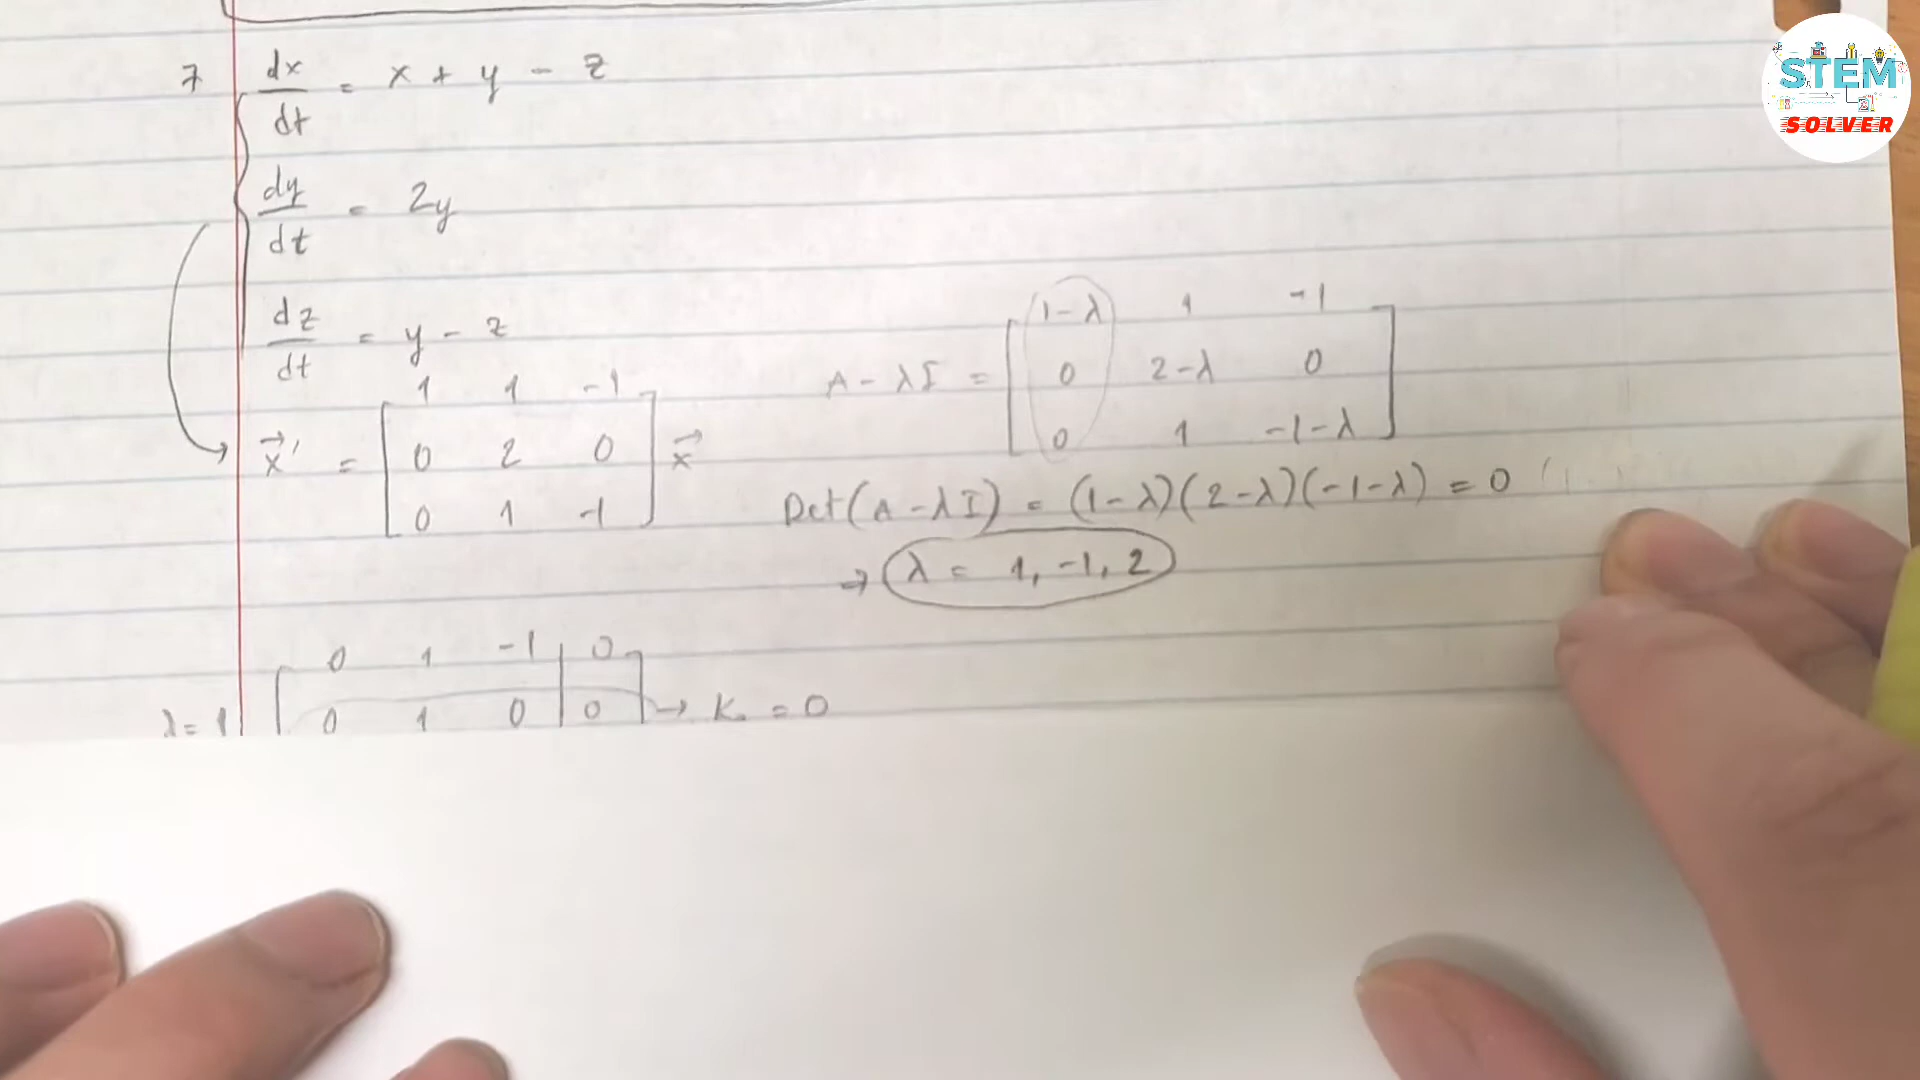 7 dx/dt = x + y - z
dy/dt = 2y
dz/dt = y - z
x⃗' = [1 1 -1
0 2 0
0 1 -1] x⃗
A - λI = [1-λ 1 -1
0 2-λ 0
0 1 -1-λ]
Det(A - λI) = (1-λ)(2-λ)(-1-λ) = 0
→ λ = 1, -1, 2
0 1 -1 | 0
λ=1 0 1 0 | 0 → K = 0
STEM
SOLVER